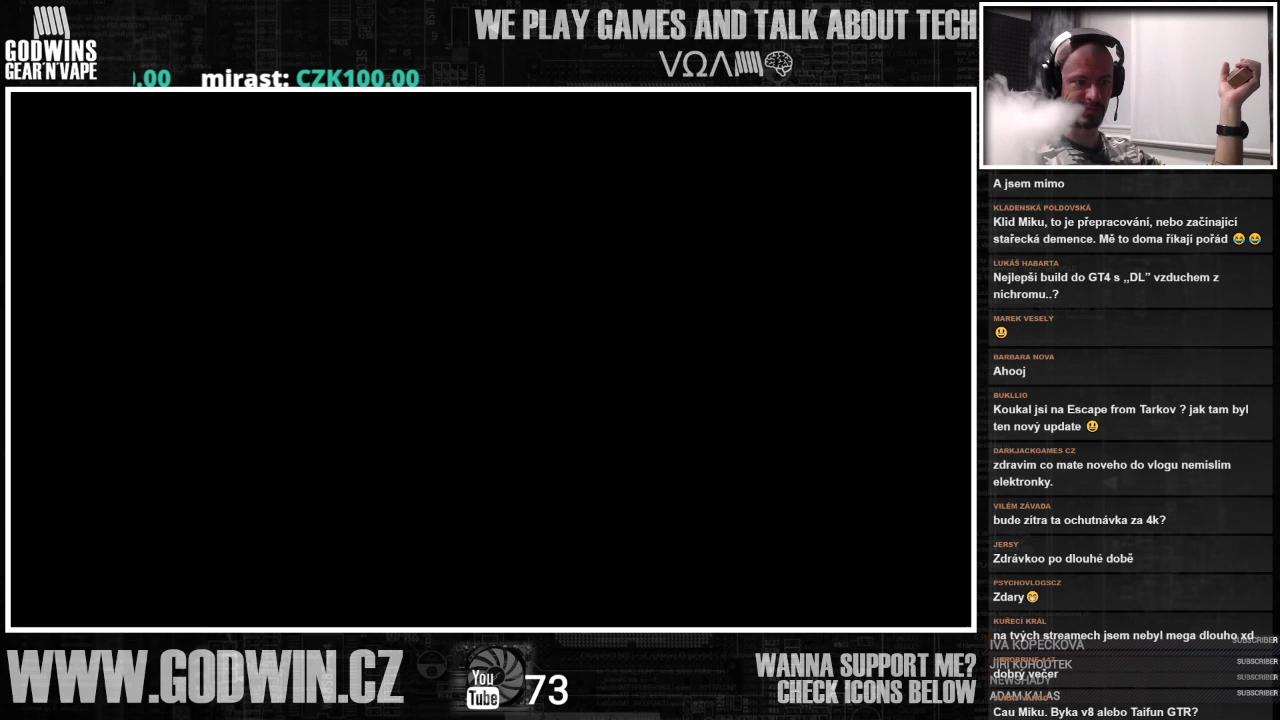 GODWINS
GEAR'N'VAPE
WE PLAY GAMES AND TALK ABOUT TECH
.00 mirast: CZK100.00
A jsem mimo
KLADENSKÁ POLDOVSKÁ
Klid Miku, to je přepracování, nebo začínající
stařecká demence. Mě to doma říkají pořád 😂 😂
LUKÁŠ HABARTA
Nejlepší build do GT4 s ,,DL” vzduchem z
nichromu..?
MAREK VESELÝ
😃
BARBARA NOVA
Ahooj
BUKLLIO
Koukal jsi na Escape from Tarkov ? jak tam byl
ten nový update 😃
DARKJACKGAMES CZ
zdravim co mate noveho do vlogu nemislim
elektronky.
VILÉM ZÁVADA
bude zítra ta ochutnávka za 4k?
JERSY
Zdrávkoo po dlouhé době
PSYCHOVLOGSCZ
Zdary😁
KUŘECÍ KRÁL
na tvých streamech jsem nebyl mega dlouho xd
IVA KOPEČKOVÁ SUBSCRIBER
JIŘÍ KOHOUTEK SUBSCRIBER
dobrý večer
NEWSHADY SUBSCRIBER
ADAM KALAS SUBSCRIBER
Cau Miku. Byka v8 alebo Taifun GTR?
WWW.GODWIN.CZ
You
Tube
73
WANNA SUPPORT ME?
CHECK ICONS BELOW